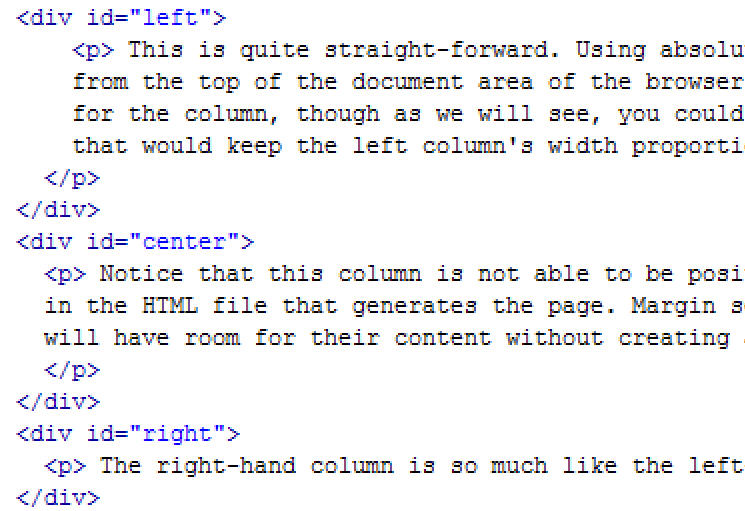 <div id="left">
<p> This is quite straight-forward. Using absolu
from the top of the document area of the browser
for the column, though as we will see, you could
that would keep the left column's width proporti
</p>
</div>
<div id="center">
<p> Notice that this column is not able to be posi
in the HTML file that generates the page. Margin s
will have room for their content without creating
</p>
</div>
<div id="right">
<p> The right-hand column is so much like the left
</div>